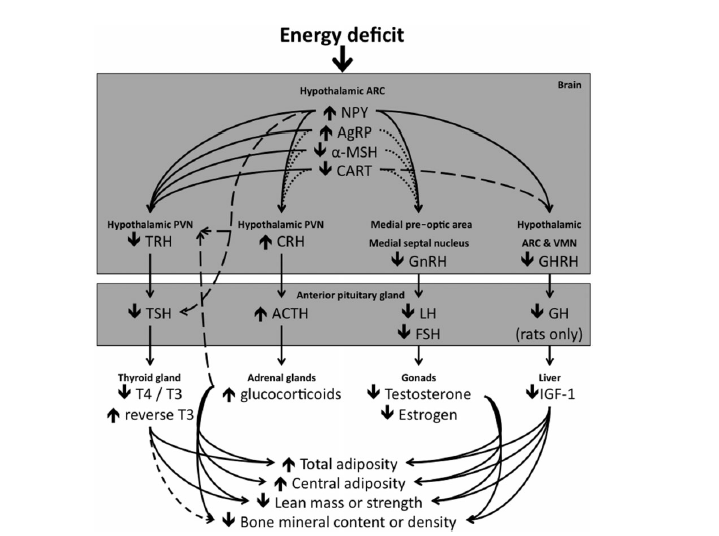 Energy deficit
Brain
Hypothalamic ARC
↑ NPY
↑ AgRP
↓ α-MSH
↓ CART
Hypothalamic PVN
↓ TRH
Hypothalamic PVN
↑ CRH
Medial pre-optic area
Medial septal nucleus
↓ GnRH
Hypothalamic
ARC & VMN
↓ GHRH
Anterior pituitary gland
↓ TSH
↑ ACTH
↓ LH
↓ FSH
↓ GH
(rats only)
Thyroid gland
↓ T4 / T3
↑ reverse T3
Adrenal glands
↑ glucocorticoids
Gonads
↓ Testosterone
↓ Estrogen
Liver
↓IGF-1
↑ Total adiposity
↑ Central adiposity
↓ Lean mass or strength
↓ Bone mineral content or density